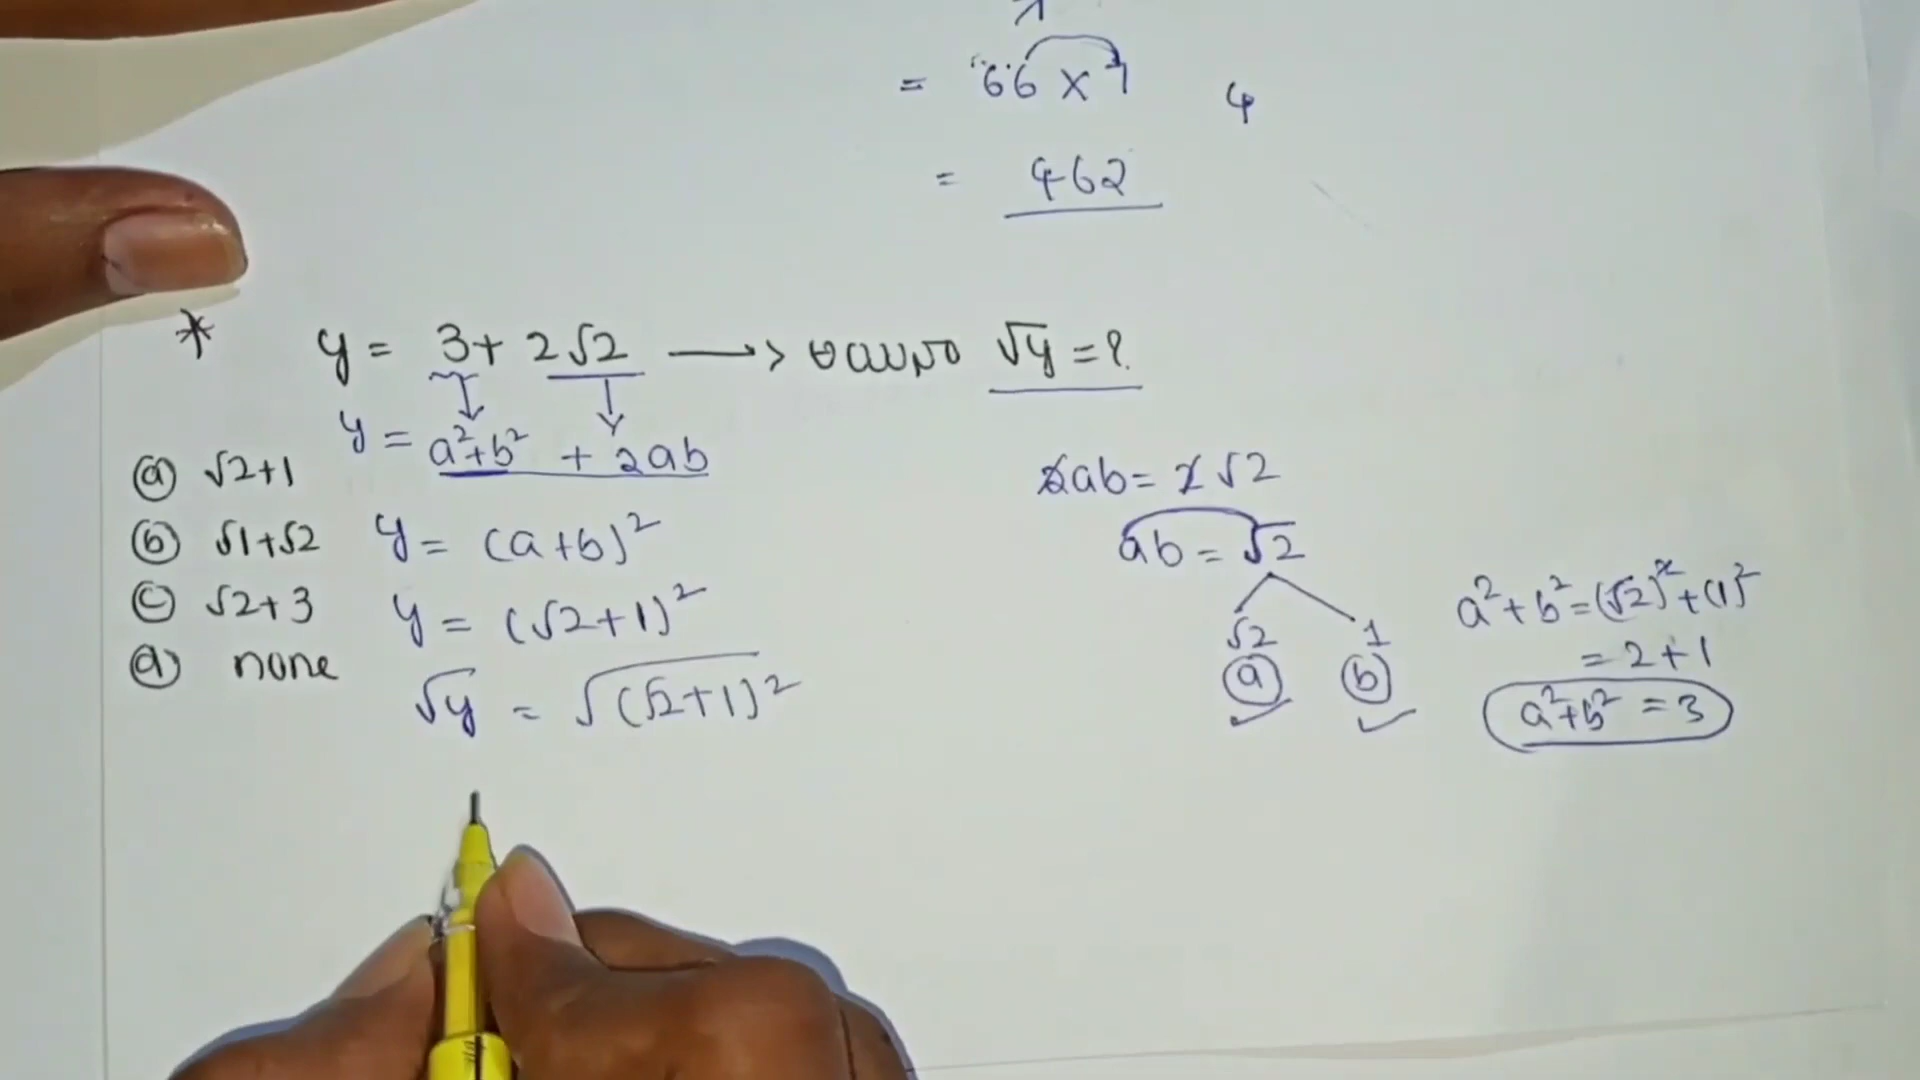 = 66 × 7 4
= 462
* y = 3 + 2√2 → √y = ?
y = a²+b² + 2ab
ⓐ √2+1
2ab = 2√2
ⓑ √1+√2
y = (a+b)²
ab = √2
ⓒ √2+3
y = (√2+1)²
√2 1
ⓐ ⓑ
a²+b² = (√2)²+(1)²
= 2+1
a²+b² = 3
ⓓ none
√y = √(√2+1)²